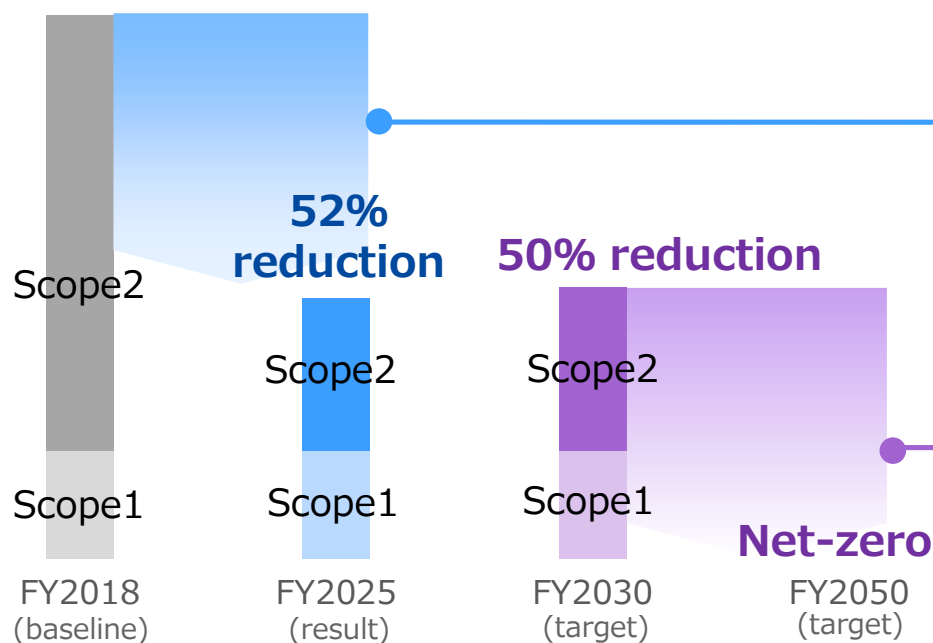 52%
reduction
50% reduction
Scope2
Scope2
Scope2
Scope1
Scope1
Scope1
Net-zero
FY2018
(baseline)
FY2025
(result)
FY2030
(target)
FY2050
(target)